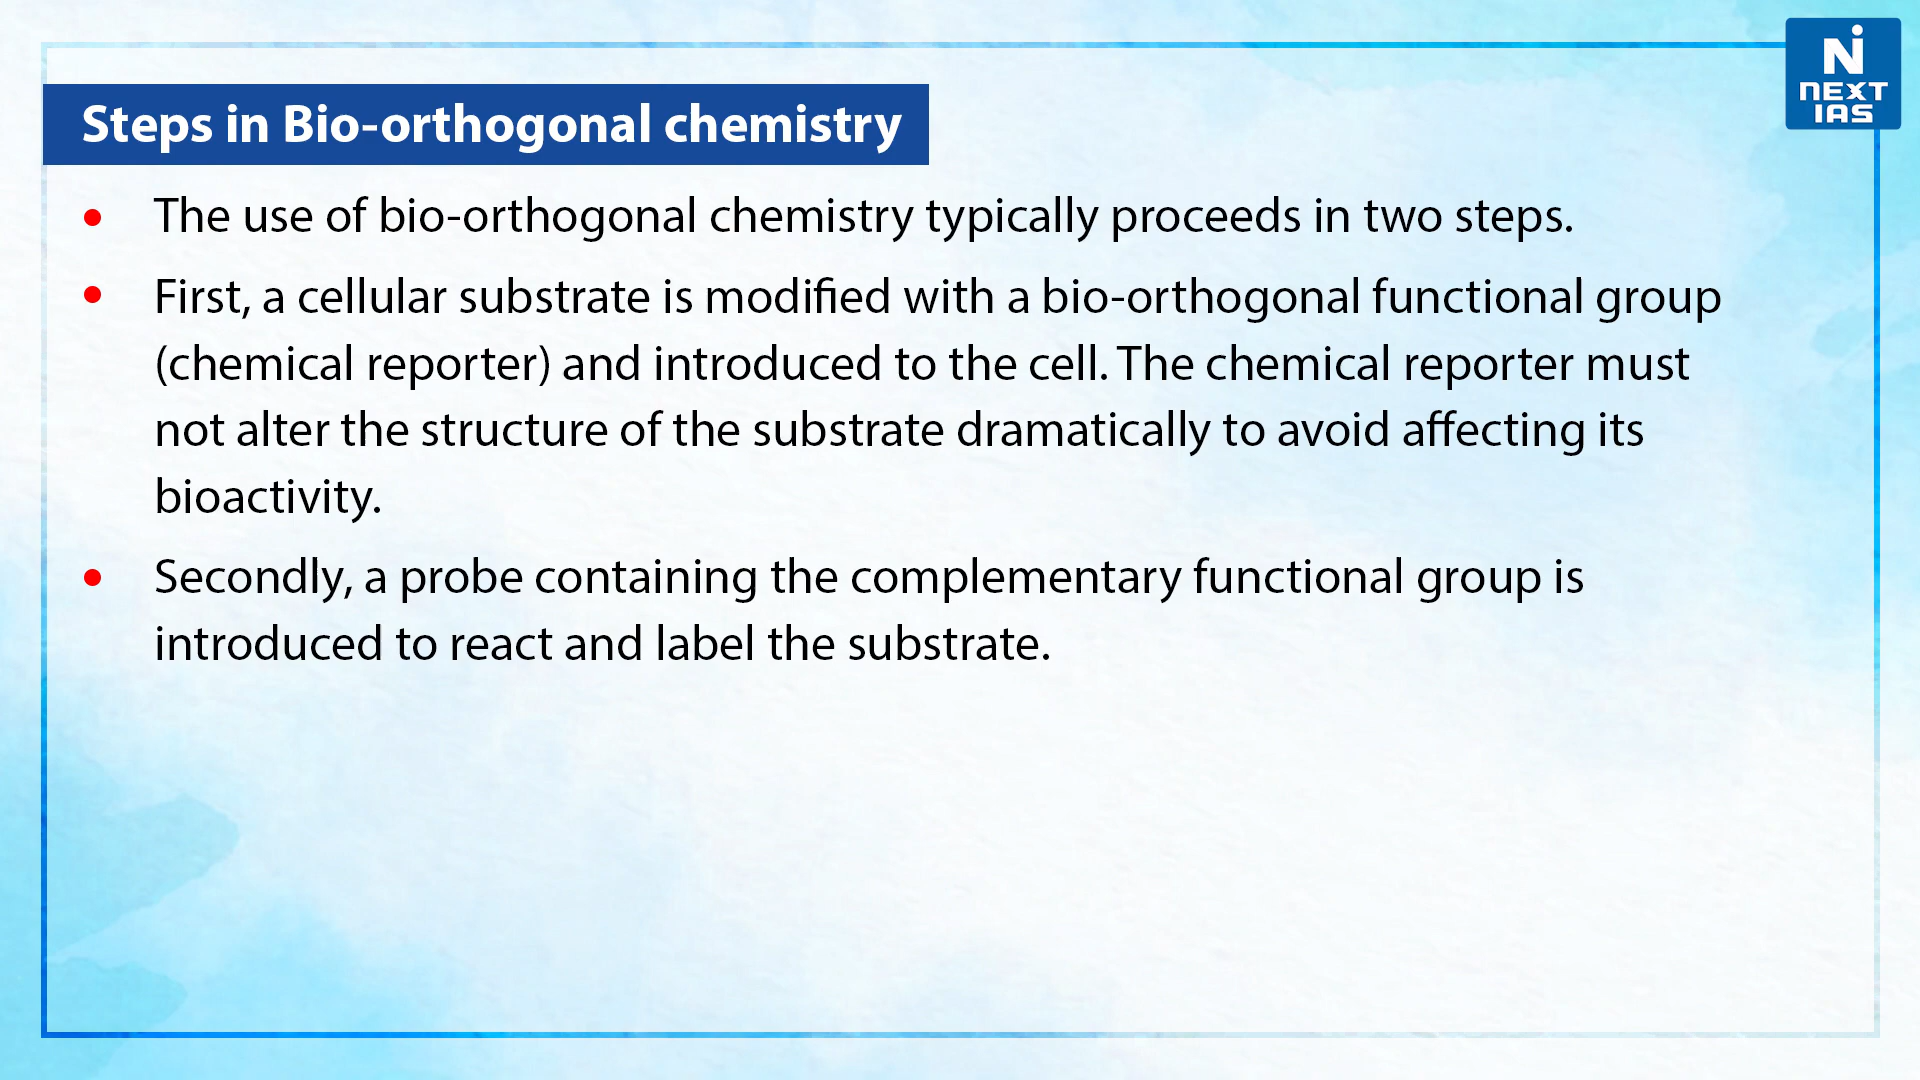 N
NEXT
IAS
Steps in Bio-orthogonal chemistry
• The use of bio-orthogonal chemistry typically proceeds in two steps.
• First, a cellular substrate is modified with a bio-orthogonal functional group
(chemical reporter) and introduced to the cell. The chemical reporter must
not alter the structure of the substrate dramatically to avoid affecting its
bioactivity.
• Secondly, a probe containing the complementary functional group is
introduced to react and label the substrate.